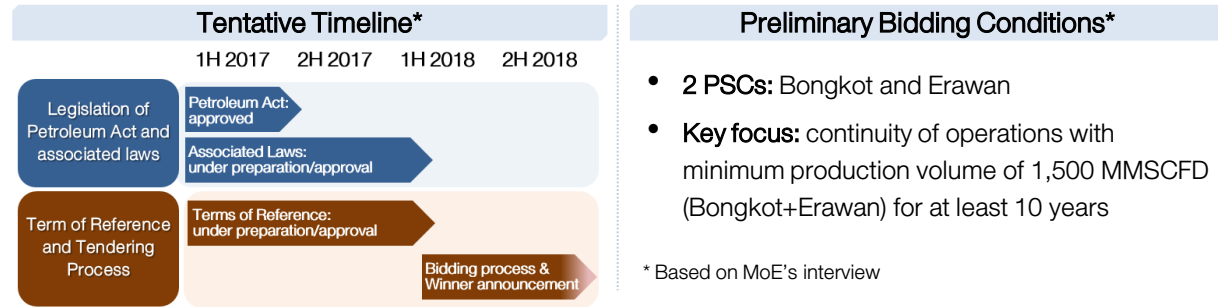 Tentative Timeline*
1H 2017 2H 2017 1H 2018 2H 2018
Legislation of
Petroleum Act and
associated laws
Petroleum Act:
approved
Associated Laws:
under preparation/approval
Term of Reference
and Tendering
Process
Terms of Reference:
under preparation/approval
Bidding process &
Winner announcement
Preliminary Bidding Conditions*
• 2 PSCs: Bongkot and Erawan
• Key focus: continuity of operations with
minimum production volume of 1,500 MMSCFD
(Bongkot+Erawan) for at least 10 years
* Based on MoE's interview